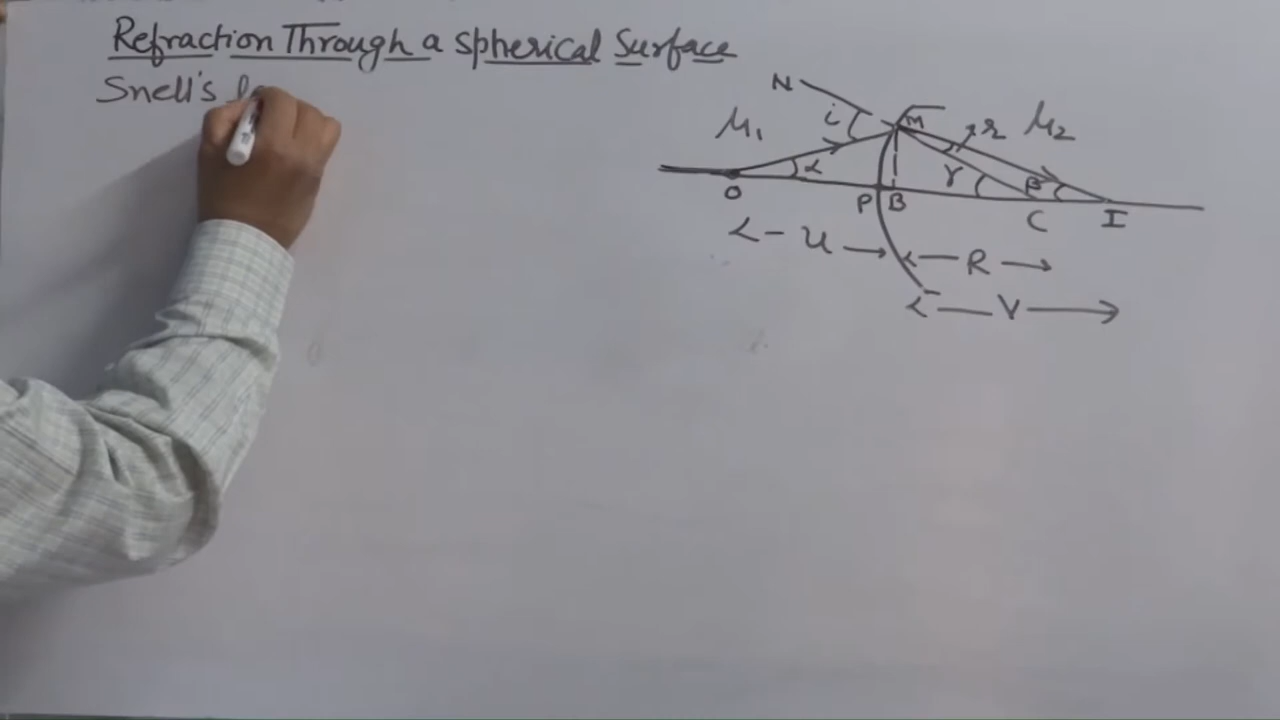 Refraction Through a Spherical Surface
Snell's
N
i
M
r
μ₁
μ₂
α
γ
β
O
P
B
C
I
u
R
V